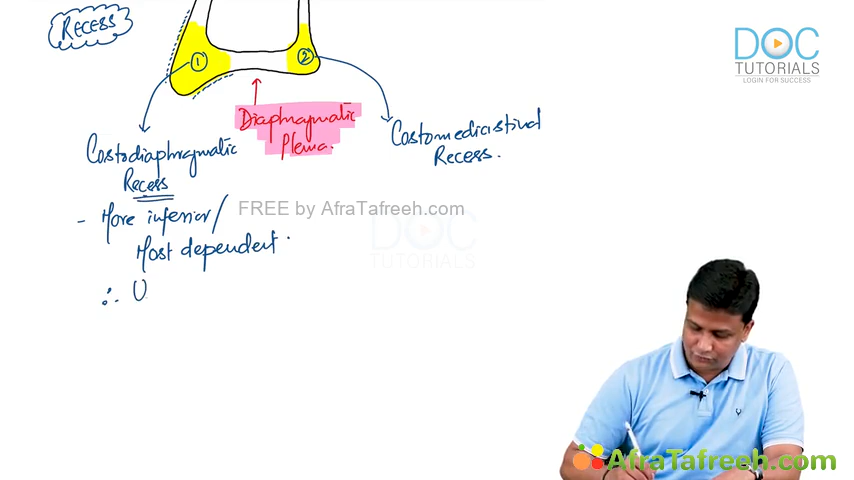 RECESS
DOC
TUTORIALS
LOGIN FOR SUCCESS
1
2
Diaphragmatic
Plema.
Costodiaphragmatic
Recess
Costomediastinal
Recess.
- More inferior/
Most dependent.
FREE by AfraTafreeh.com
DOC
TUTORIALS
∴ U
AfraTafreeh.com